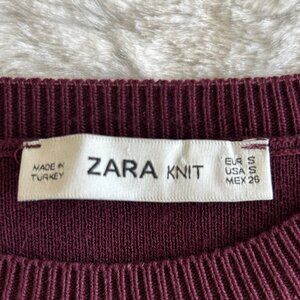 MADE IN
TURKEY
ZARA KNIT
EUR S
USA S
MEX 26